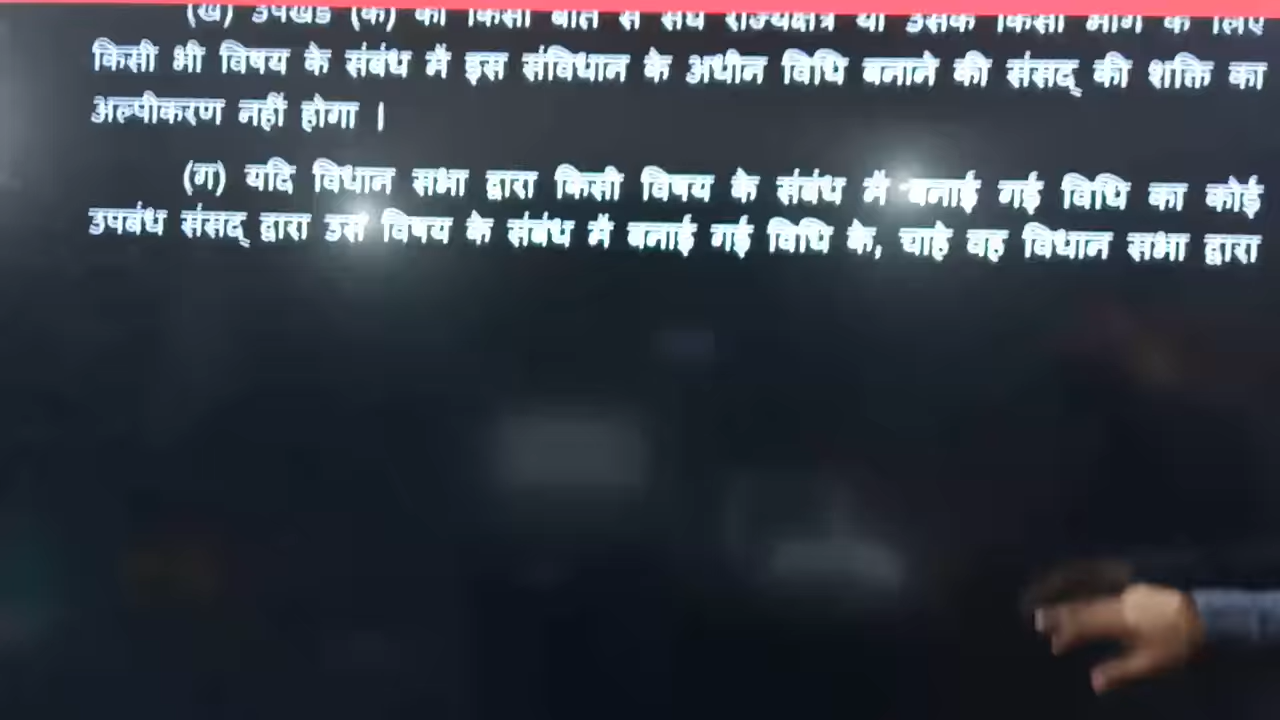 (ख) उपखंड (क) की किसी बात से संघ राज्यक्षेत्र या उसके किसी भाग के लिए
किसी भी विषय के संबंध में इस संविधान के अधीन विधि बनाने की संसद् की शक्ति का
अल्पीकरण नहीं होगा ।
(ग) यदि विधान सभा द्वारा किसी विषय के संबंध में बनाई गई विधि का कोई
उपबंध संसद् द्वारा उस विषय के संबंध में बनाई गई विधि के, चाहे वह विधान सभा द्वारा